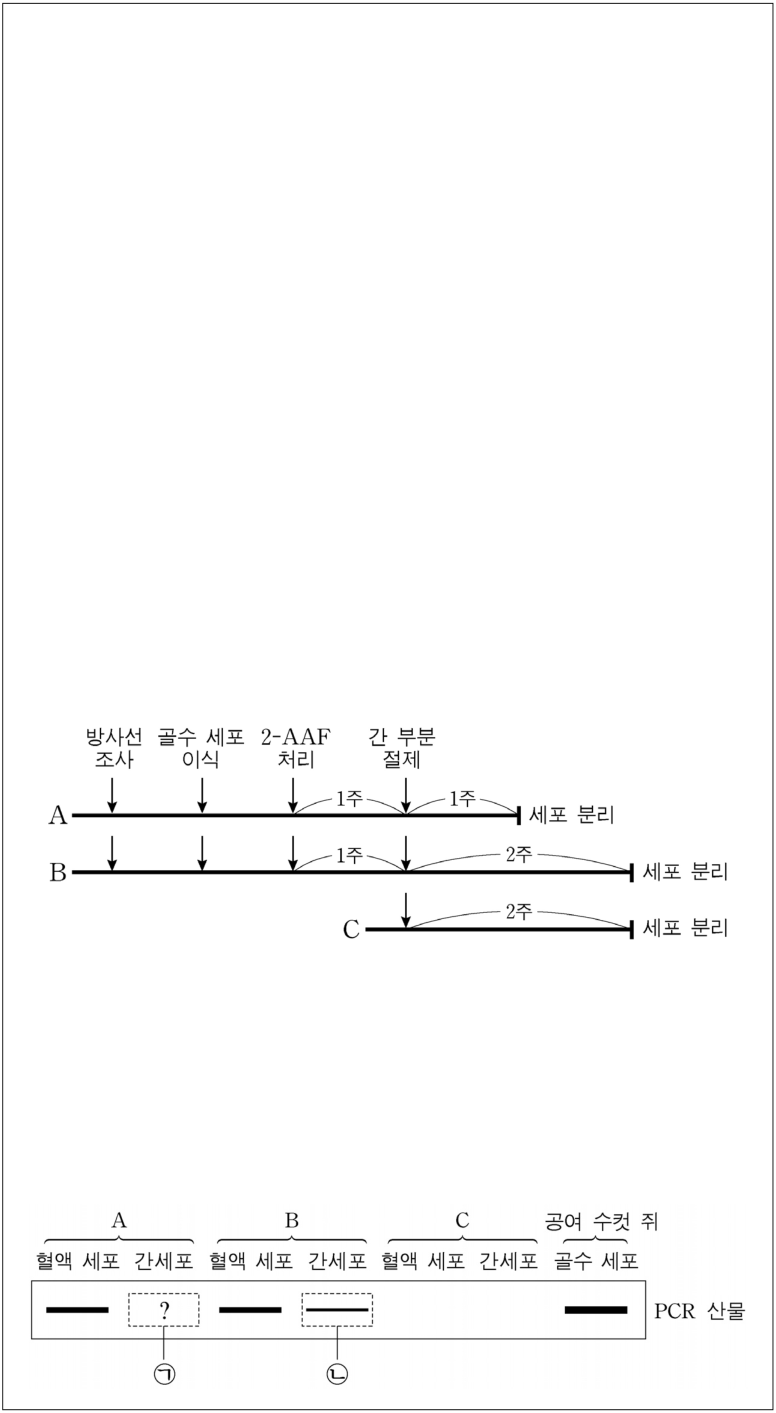 방사선 골수 세포 2-AAF 간 부분
조사 이식 처리 절제
A 1주 1주 세포 분리
B 1주 2주 세포 분리
C 2주 세포 분리
A B C 공여 수컷 쥐
혈액 세포 간세포 혈액 세포 간세포 혈액 세포 간세포 골수 세포
? PCR 산물
㉠ ㉡